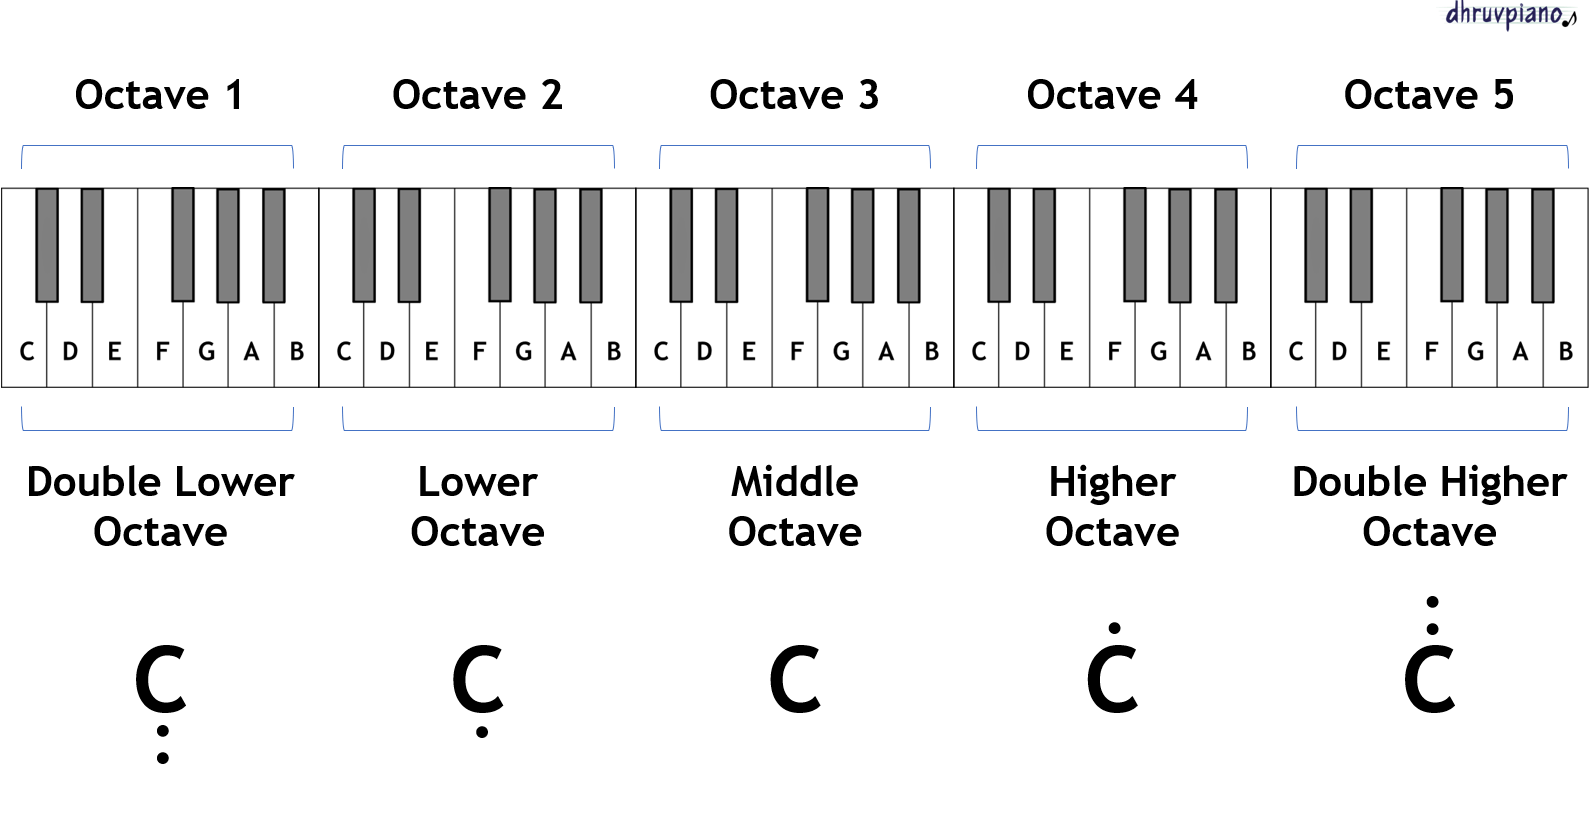 dhruvpiano
Octave 1 Octave 2 Octave 3 Octave 4 Octave 5
C D E F G A B C D E F G A B C D E F G A B C D E F G A B C D E F G A B
Double Lower
Octave
Lower
Octave
Middle
Octave
Higher
Octave
Double Higher
Octave
C̣̣ C̣ C Ċ Ċ̇